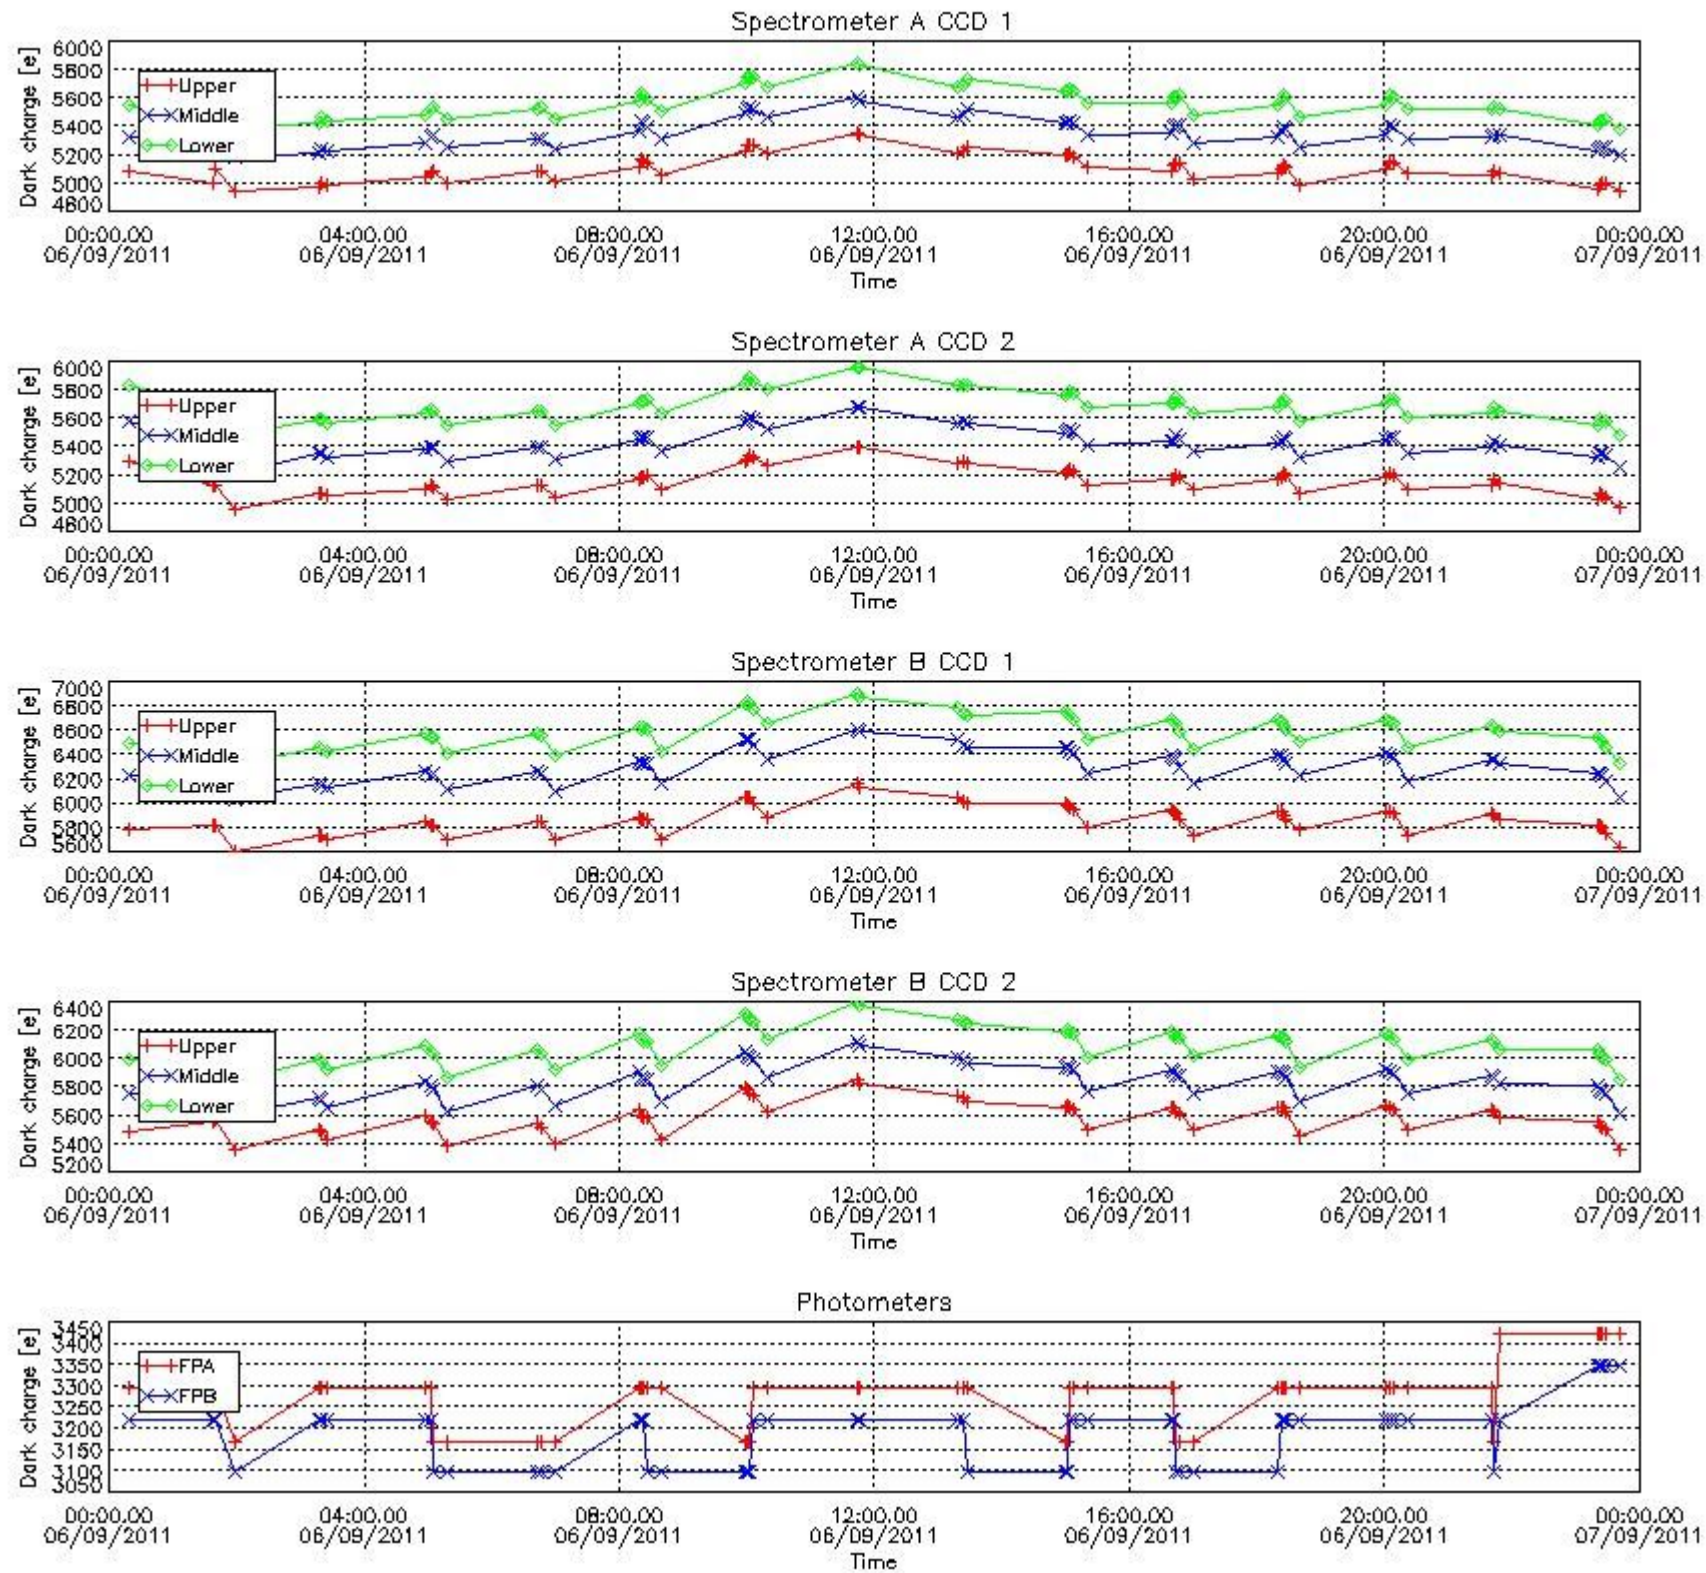 Spectrometer A CCD 1
Dark charge [e]
6000
5800
5600
5400
5200
5000
4800
Upper
Middle
Lower
00:00.00 04:00.00 08:00.00 12:00.00 16:00.00 20:00.00 00:00.00
06/09/2011 06/09/2011 06/09/2011 06/09/2011 06/09/2011 06/09/2011 07/09/2011
Time
Spectrometer A CCD 2
Dark charge [e]
6000
5800
5600
5400
5200
5000
4800
Upper
Middle
Lower
00:00.00 04:00.00 08:00.00 12:00.00 16:00.00 20:00.00 00:00.00
06/09/2011 06/09/2011 06/09/2011 06/09/2011 06/09/2011 06/09/2011 07/09/2011
Time
Spectrometer B CCD 1
Dark charge [e]
7000
6800
6600
6400
6200
6000
5800
5600
Upper
Middle
Lower
00:00.00 04:00.00 08:00.00 12:00.00 16:00.00 20:00.00 00:00.00
06/09/2011 06/09/2011 06/09/2011 06/09/2011 06/09/2011 06/09/2011 07/09/2011
Time
Spectrometer B CCD 2
Dark charge [e]
6400
6200
6000
5800
5600
5400
5200
Upper
Middle
Lower
00:00.00 04:00.00 08:00.00 12:00.00 16:00.00 20:00.00 00:00.00
06/09/2011 06/09/2011 06/09/2011 06/09/2011 06/09/2011 06/09/2011 07/09/2011
Time
Photometers
Dark charge [e]
3450
3400
3350
3300
3250
3200
3150
3100
3050
FPA
FPB
00:00.00 04:00.00 08:00.00 12:00.00 16:00.00 20:00.00 00:00.00
06/09/2011 06/09/2011 06/09/2011 06/09/2011 06/09/2011 06/09/2011 07/09/2011
Time